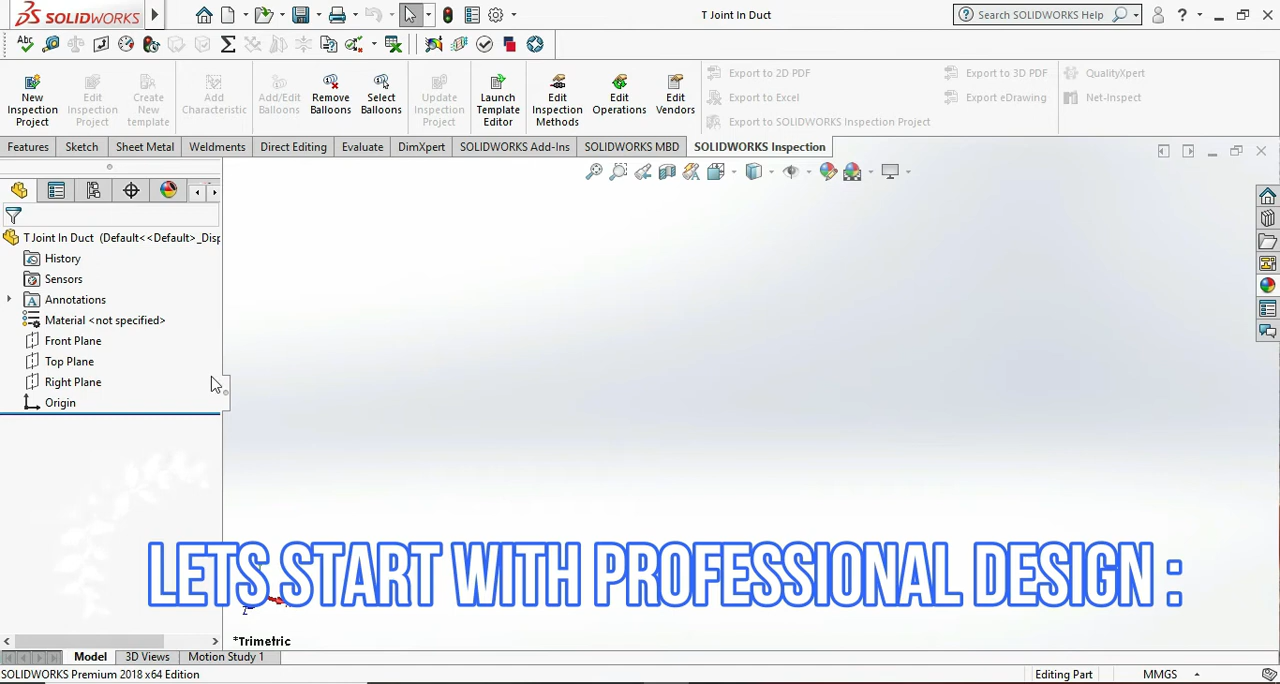 DS SOLIDWORKS
T Joint In Duct
Search SOLIDWORKS Help
New Inspection Project
Edit Inspection Project
Create New template
Add Characteristic
Add/Edit Balloons
Remove Balloons
Select Balloons
Update Inspection Project
Launch Template Editor
Edit Inspection Methods
Edit Operations
Edit Vendors
Export to 2D PDF
Export to Excel
Export to SOLIDWORKS Inspection Project
Export to 3D PDF
Export eDrawing
QualityXpert
Net-Inspect
Features Sketch Sheet Metal Weldments Direct Editing Evaluate DimXpert SOLIDWORKS Add-Ins SOLIDWORKS MBD SOLIDWORKS Inspection
T Joint In Duct (Default<<Default>_Disp
History
Sensors
Annotations
Material <not specified>
Front Plane
Top Plane
Right Plane
Origin
LETS START WITH PROFESSIONAL DESIGN :
Z
*Trimetric
Model 3D Views Motion Study 1
SOLIDWORKS Premium 2018 x64 Edition
Editing Part
MMGS